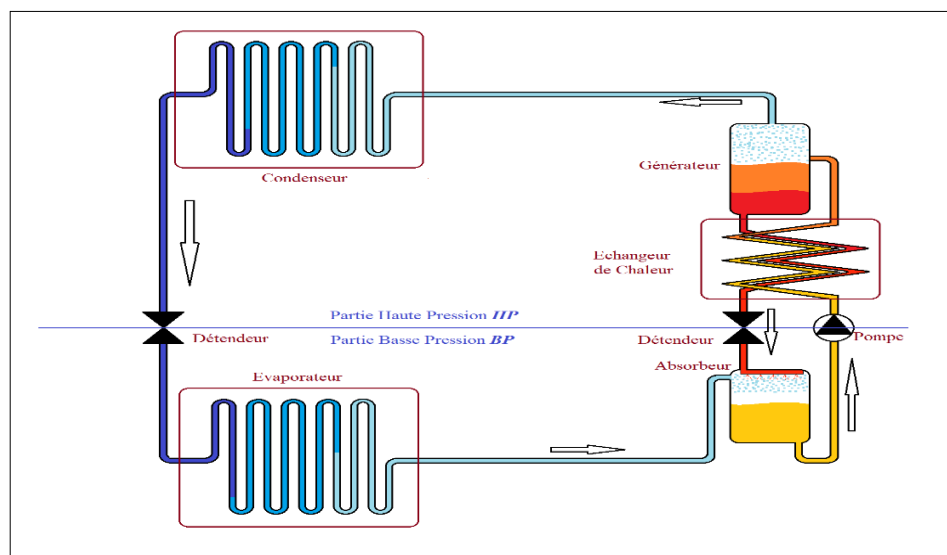 Condenseur
Générateur
Echangeur
de Chaleur
Partie Haute Pression HP
Détendeur
Partie Basse Pression BP
Détendeur
Pompe
Absorbeur
Evaporateur